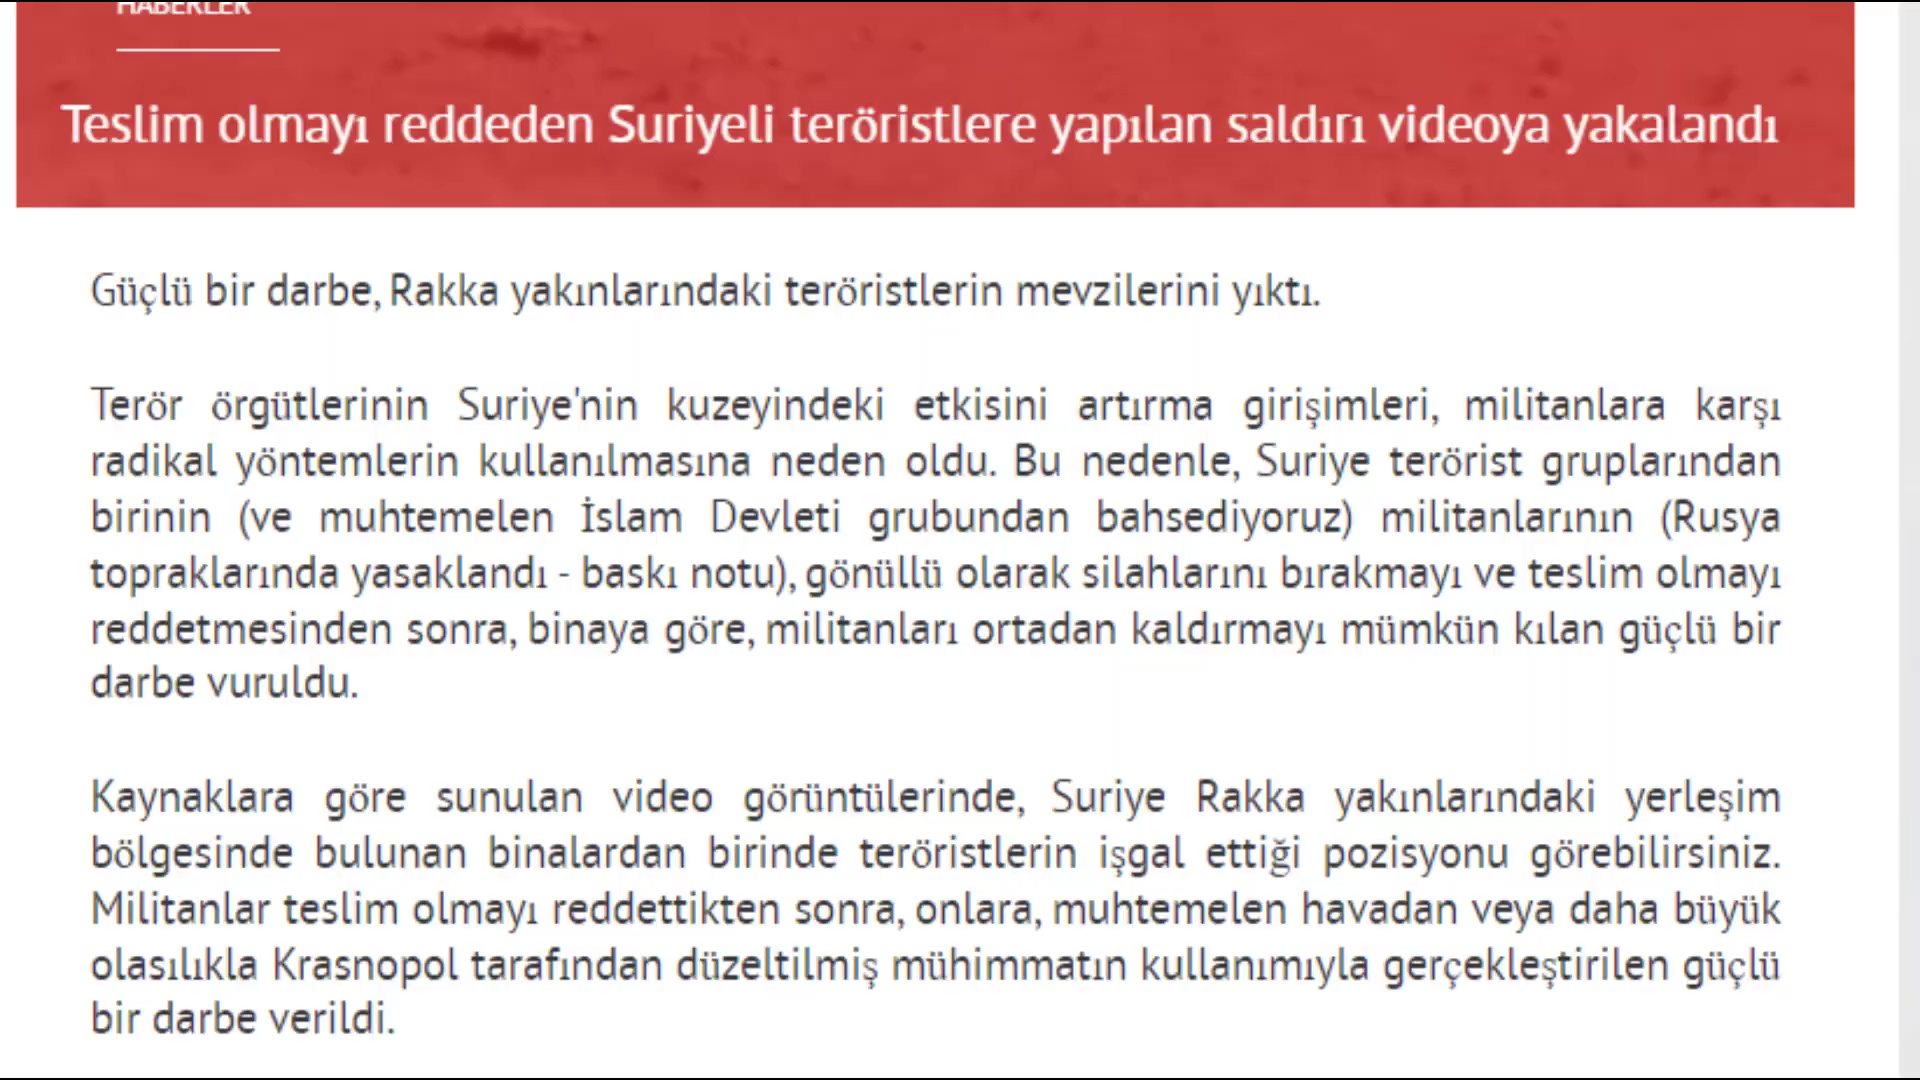 HABERLER
Teslim olmayı reddeden Suriyeli teröristlere yapılan saldırı videoya yakalandı
Güçlü bir darbe, Rakka yakınlarındaki teröristlerin mevzilerini yıktı.
Terör örgütlerinin Suriye'nin kuzeyindeki etkisini artırma girişimleri, militanlara karşı
radikal yöntemlerin kullanılmasına neden oldu. Bu nedenle, Suriye terörist gruplarından
birinin (ve muhtemelen İslam Devleti grubundan bahsediyoruz) militanlarının (Rusya
topraklarında yasaklandı - baskı notu), gönüllü olarak silahlarını bırakmayı ve teslim olmayı
reddetmesinden sonra, binaya göre, militanları ortadan kaldırmayı mümkün kılan güçlü bir
darbe vuruldu.
Kaynaklara göre sunulan video görüntülerinde, Suriye Rakka yakınlarındaki yerleşim
bölgesinde bulunan binalardan birinde teröristlerin işgal ettiği pozisyonu görebilirsiniz.
Militanlar teslim olmayı reddettikten sonra, onlara, muhtemelen havadan veya daha büyük
olasılıkla Krasnopol tarafından düzeltilmiş mühimmatın kullanımıyla gerçekleştirilen güçlü
bir darbe verildi.